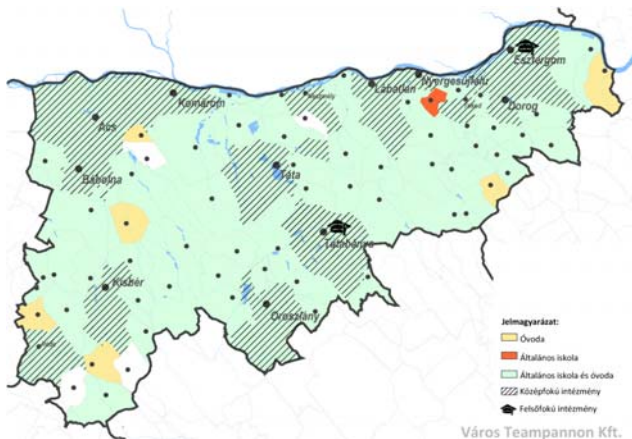 Esztergom
Nyergesújfalu
Lábatlan
Komárom
Dorog
Ács
Bábolna
Tata
Tatabánya
Kisbér
Oroszlány
Jelmagyarázat:
Óvoda
Általános iskola
Általános iskola és óvoda
Középfokú intézmény
Felsőfokú intézmény
Város Teampannon Kft.